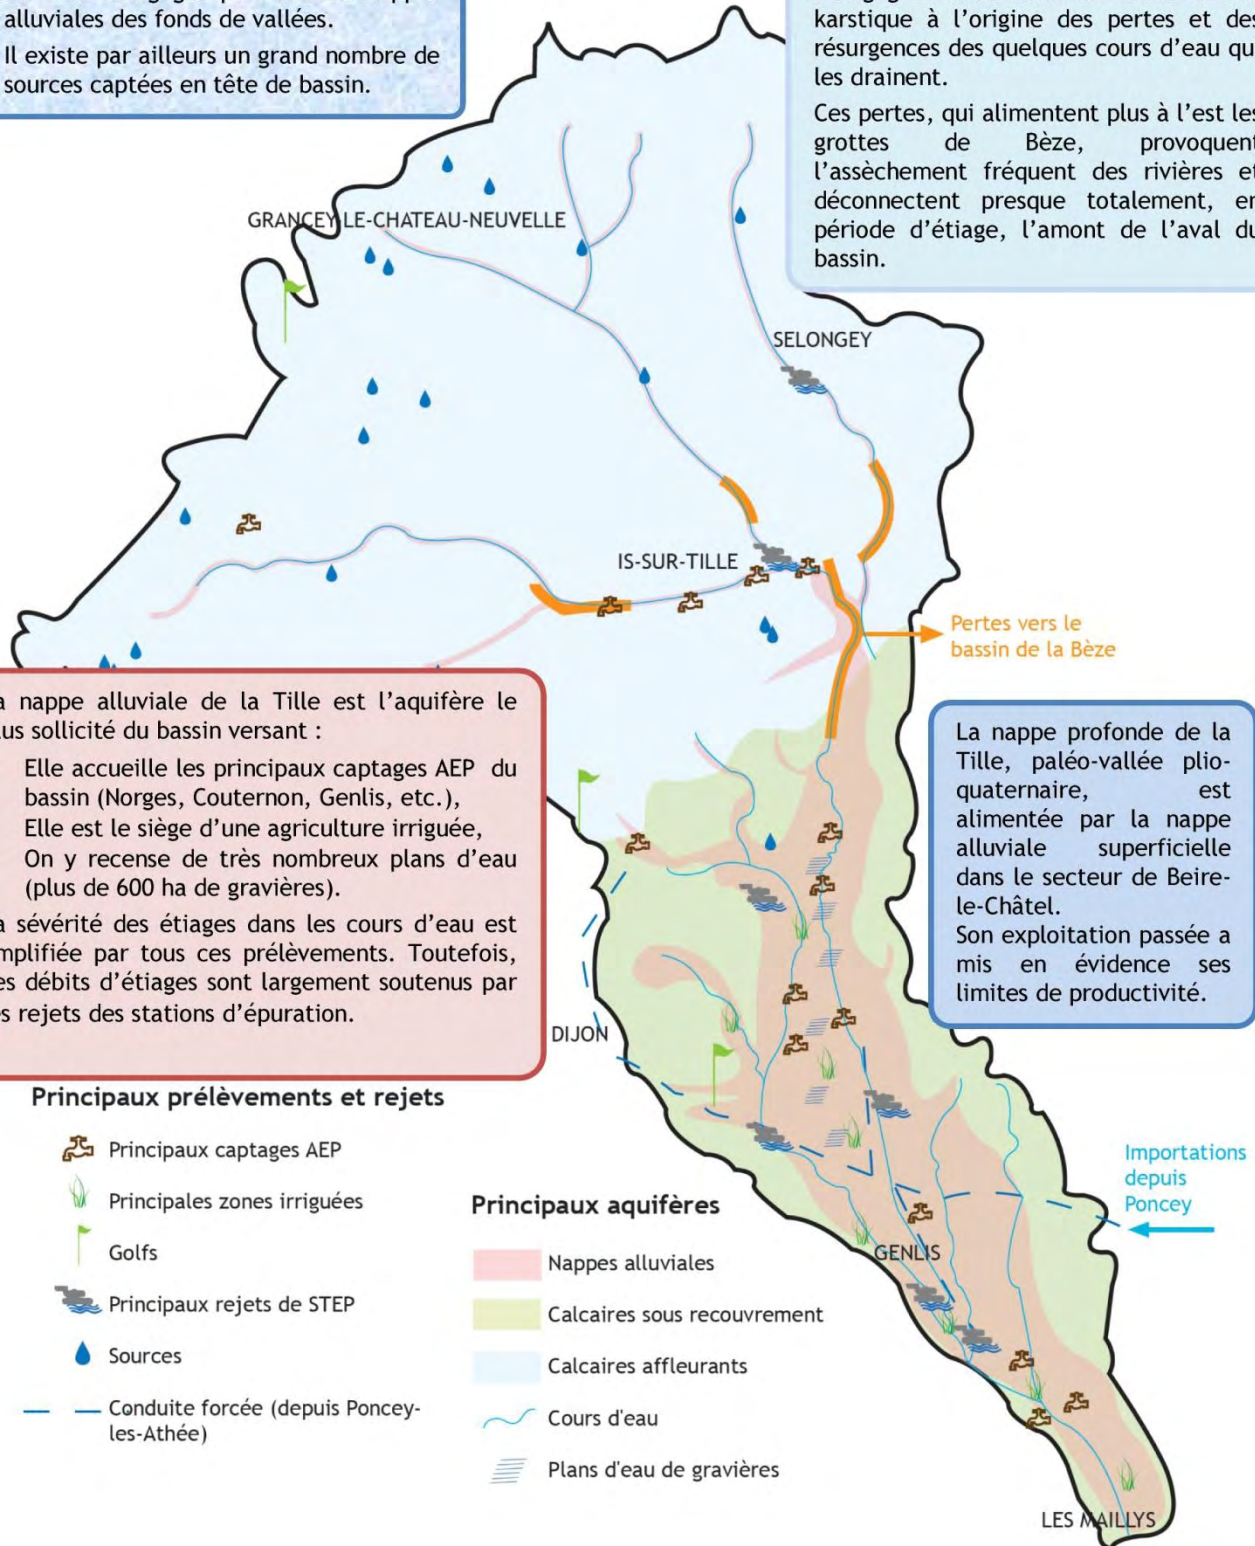 alluviales des fonds de vallées.
Il existe par ailleurs un grand nombre de
sources captées en tête de bassin.
karstique à l'origine des pertes et des
résurgences des quelques cours d'eau qui
les drainent.
Ces pertes, qui alimentent plus à l'est les
grottes de Bèze, provoquent
l'assèchement fréquent des rivières et
déconnectent presque totalement, en
période d'étiage, l'amont de l'aval du
bassin.
GRANCEY-LE-CHATEAU-NEUVELLE
SELONGEY
IS-SUR-TILLE
Pertes vers le
bassin de la Bèze
a nappe alluviale de la Tille est l'aquifère le
lus sollicité du bassin versant :
Elle accueille les principaux captages AEP du
bassin (Norges, Couternon, Genlis, etc.),
Elle est le siège d'une agriculture irriguée,
On y recense de très nombreux plans d'eau
(plus de 600 ha de gravières).
a sévérité des étiages dans les cours d'eau est
mplifiée par tous ces prélèvements. Toutefois,
es débits d'étiages sont largement soutenus par
es rejets des stations d'épuration.
La nappe profonde de la
Tille, paléo-vallée plio-
quaternaire, est
alimentée par la nappe
alluviale superficielle
dans le secteur de Beire-
le-Châtel.
Son exploitation passée a
mis en évidence ses
limites de productivité.
DIJON
Principaux prélèvements et rejets
Principaux captages AEP
Principales zones irriguées
Golfs
Principaux rejets de STEP
Sources
Conduite forcée (depuis Poncey-
les-Athée)
Principaux aquifères
Nappes alluviales
Calcaires sous recouvrement
Calcaires affleurants
Cours d'eau
Plans d'eau de gravières
Importations
depuis
Poncey
GENLIS
LES MAILLYS